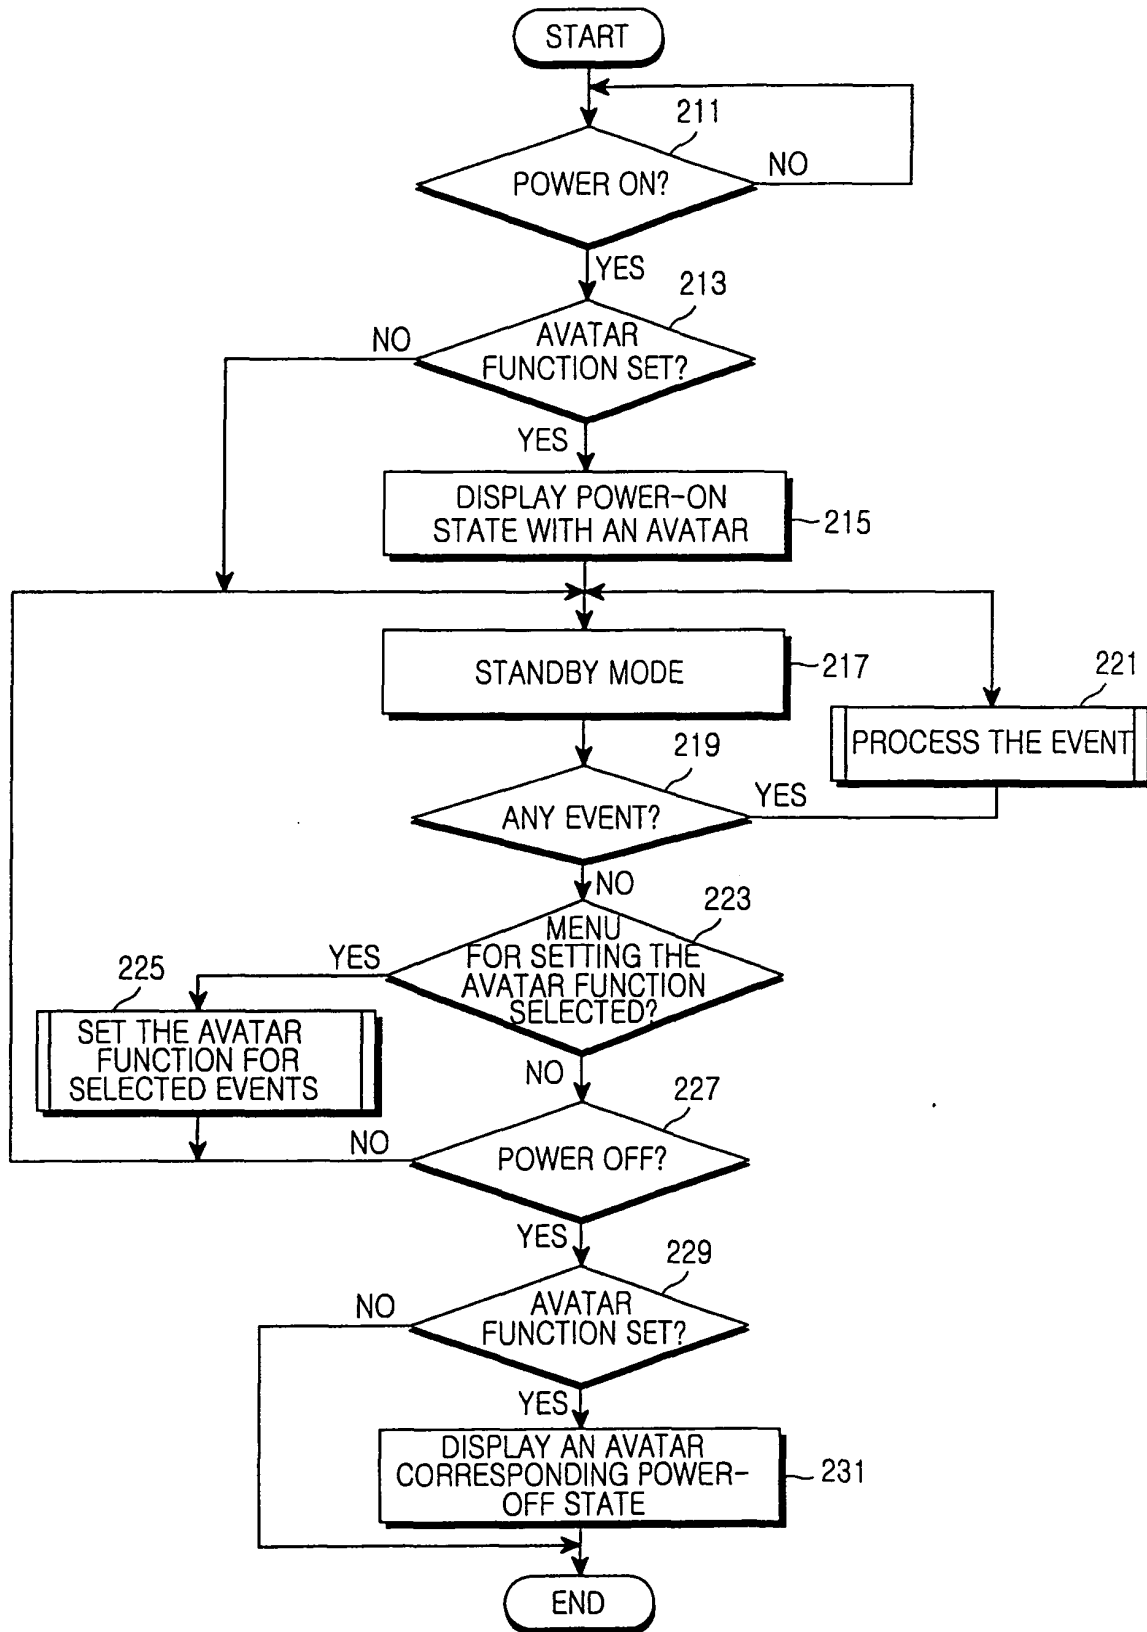 START
211
POWER ON?
NO
YES
213
AVATAR
FUNCTION SET?
NO
YES
DISPLAY POWER-ON
STATE WITH AN AVATAR
215
STANDBY MODE
217
221
PROCESS THE EVENT
219
ANY EVENT?
YES
NO
223
MENU
FOR SETTING THE
AVATAR FUNCTION
SELECTED?
YES
225
SET THE AVATAR
FUNCTION FOR
SELECTED EVENTS
NO
227
POWER OFF?
NO
YES
229
AVATAR
FUNCTION SET?
NO
YES
DISPLAY AN AVATAR
CORRESPONDING POWER-
OFF STATE
231
END